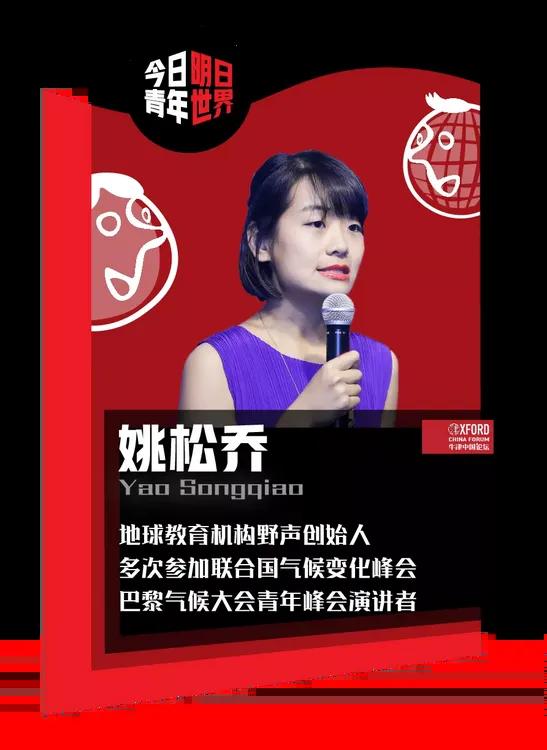 今日明日
青年世界
姚松乔
Yao Songqiao
OXFORD
CHINA FORUM
牛津中国论坛
地球教育机构野声创始人
多次参加联合国气候变化峰会
巴黎气候大会青年峰会演讲者